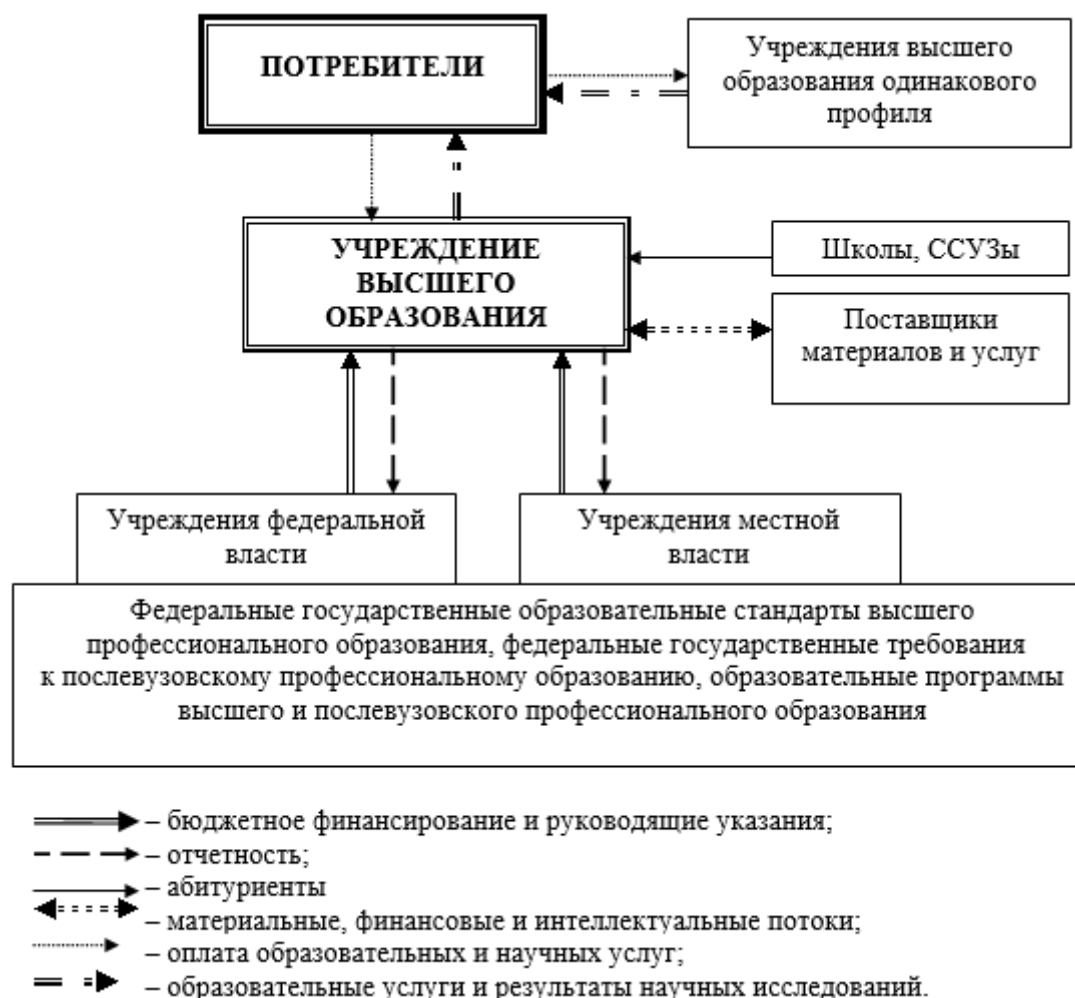 ПОТРЕБИТЕЛИ
Учреждения высшего
образования одинакового
профиля
УЧРЕЖДЕНИЕ
ВЫСШЕГО
ОБРАЗОВАНИЯ
Школы, ССУЗы
Поставщики
материалов и услуг
Учреждения федеральной
власти
Учреждения местной
власти
Федеральные государственные образовательные стандарты высшего
профессионального образования, федеральные государственные требования
к послевузовскому профессиональному образованию, образовательные программы
высшего и послевузовского профессионального образования
– бюджетное финансирование и руководящие указания;
– отчетность;
– абитуриенты
– материальные, финансовые и интеллектуальные потоки;
– оплата образовательных и научных услуг;
– образовательные услуги и результаты научных исследований.